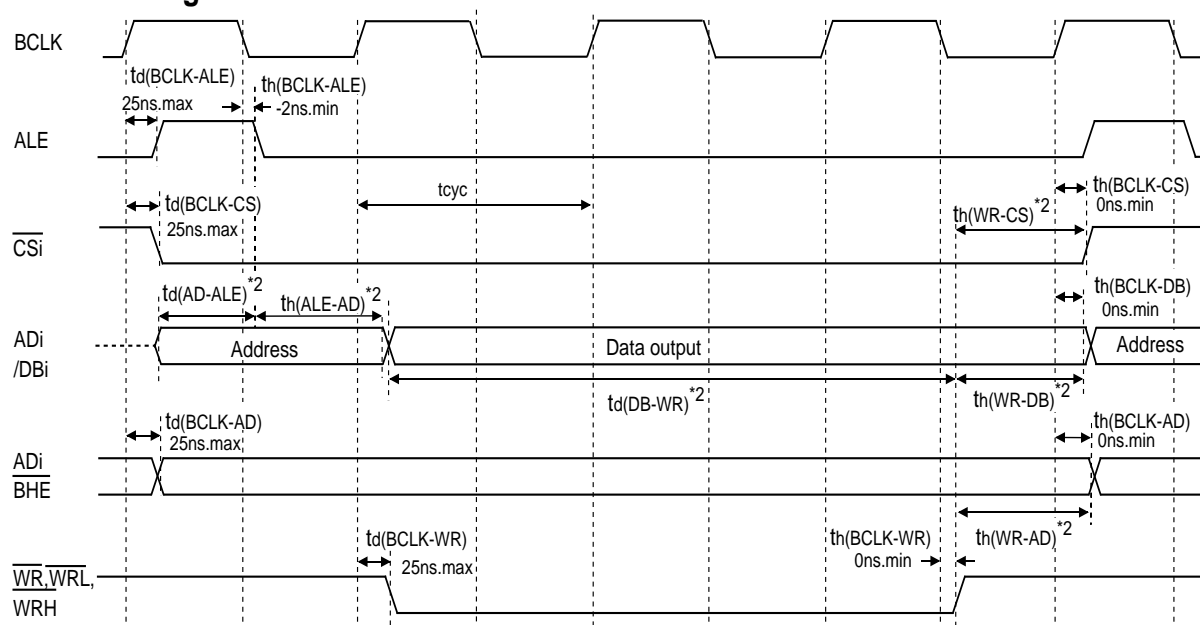 BCLK
td(BCLK-ALE)
25ns.max
th(BCLK-ALE)
-2ns.min
ALE
tcyc
td(BCLK-CS)
25ns.max
th(BCLK-CS)
0ns.min
th(WR-CS)*2
CSi
td(AD-ALE)*2
th(ALE-AD)*2
th(BCLK-DB)
0ns.min
ADi
/DBi
Address
Data output
Address
td(DB-WR)*2
th(WR-DB)*2
td(BCLK-AD)
25ns.max
th(BCLK-AD)
0ns.min
ADi
BHE
td(BCLK-WR)
25ns.max
th(BCLK-WR)
0ns.min
th(WR-AD)*2
WR,WRL,
WRH